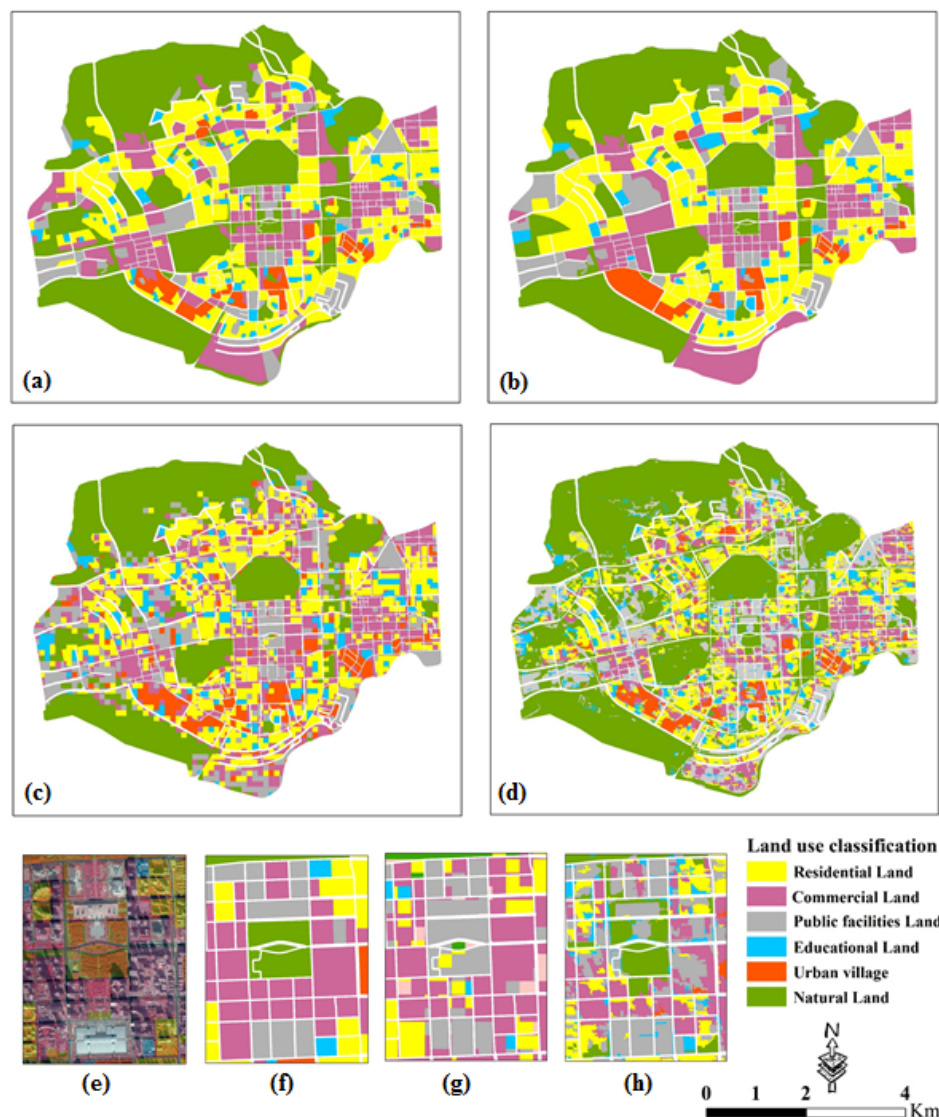 (a)
(b)
(c)
(d)
(e)
(f)
(g)
(h)
Land use classification
Residential Land
Commercial Land
Public facilities Land
Educational Land
Urban village
Natural Land
N
0 1 2 4
Km